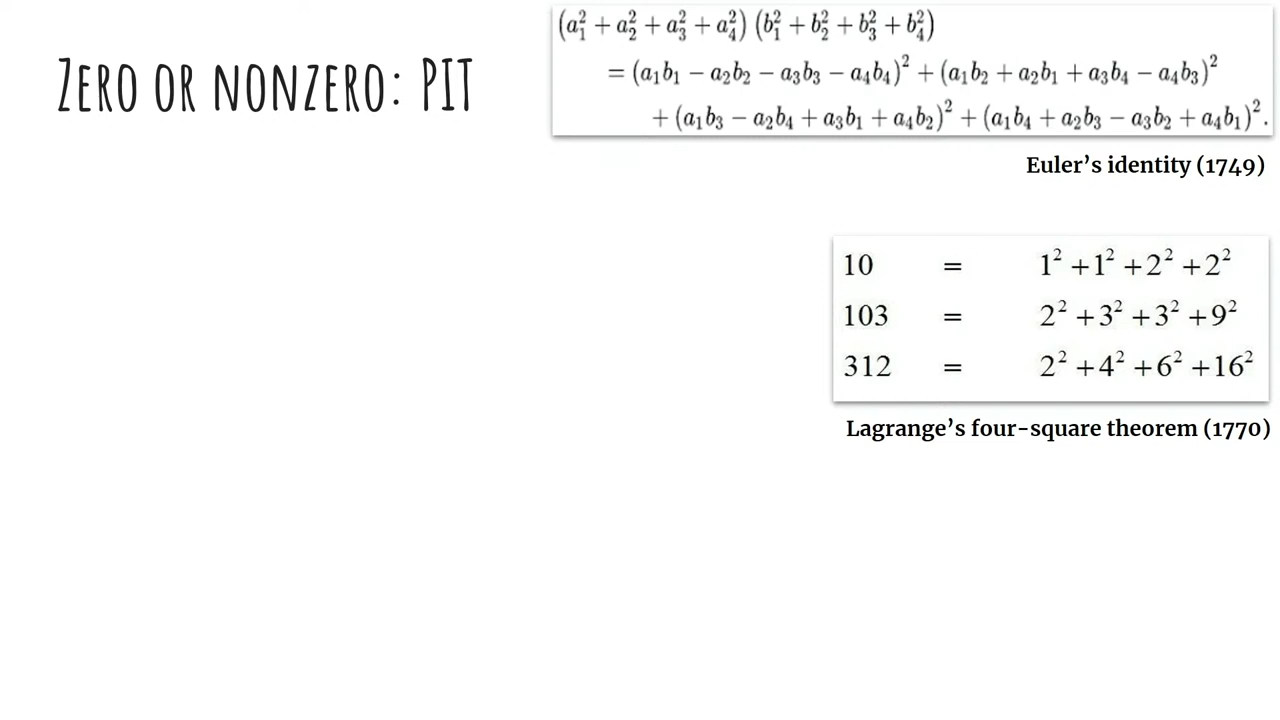 Zero or nonzero: PIT
(a₁² + a₂² + a₃² + a₄²) (b₁² + b₂² + b₃² + b₄²)
= (a₁b₁ − a₂b₂ − a₃b₃ − a₄b₄)² + (a₁b₂ + a₂b₁ + a₃b₄ − a₄b₃)²
+ (a₁b₃ − a₂b₄ + a₃b₁ + a₄b₂)² + (a₁b₄ + a₂b₃ − a₃b₂ + a₄b₁)².
Euler's identity (1749)
10 = 1² + 1² + 2² + 2²
103 = 2² + 3² + 3² + 9²
312 = 2² + 4² + 6² + 16²
Lagrange's four-square theorem (1770)